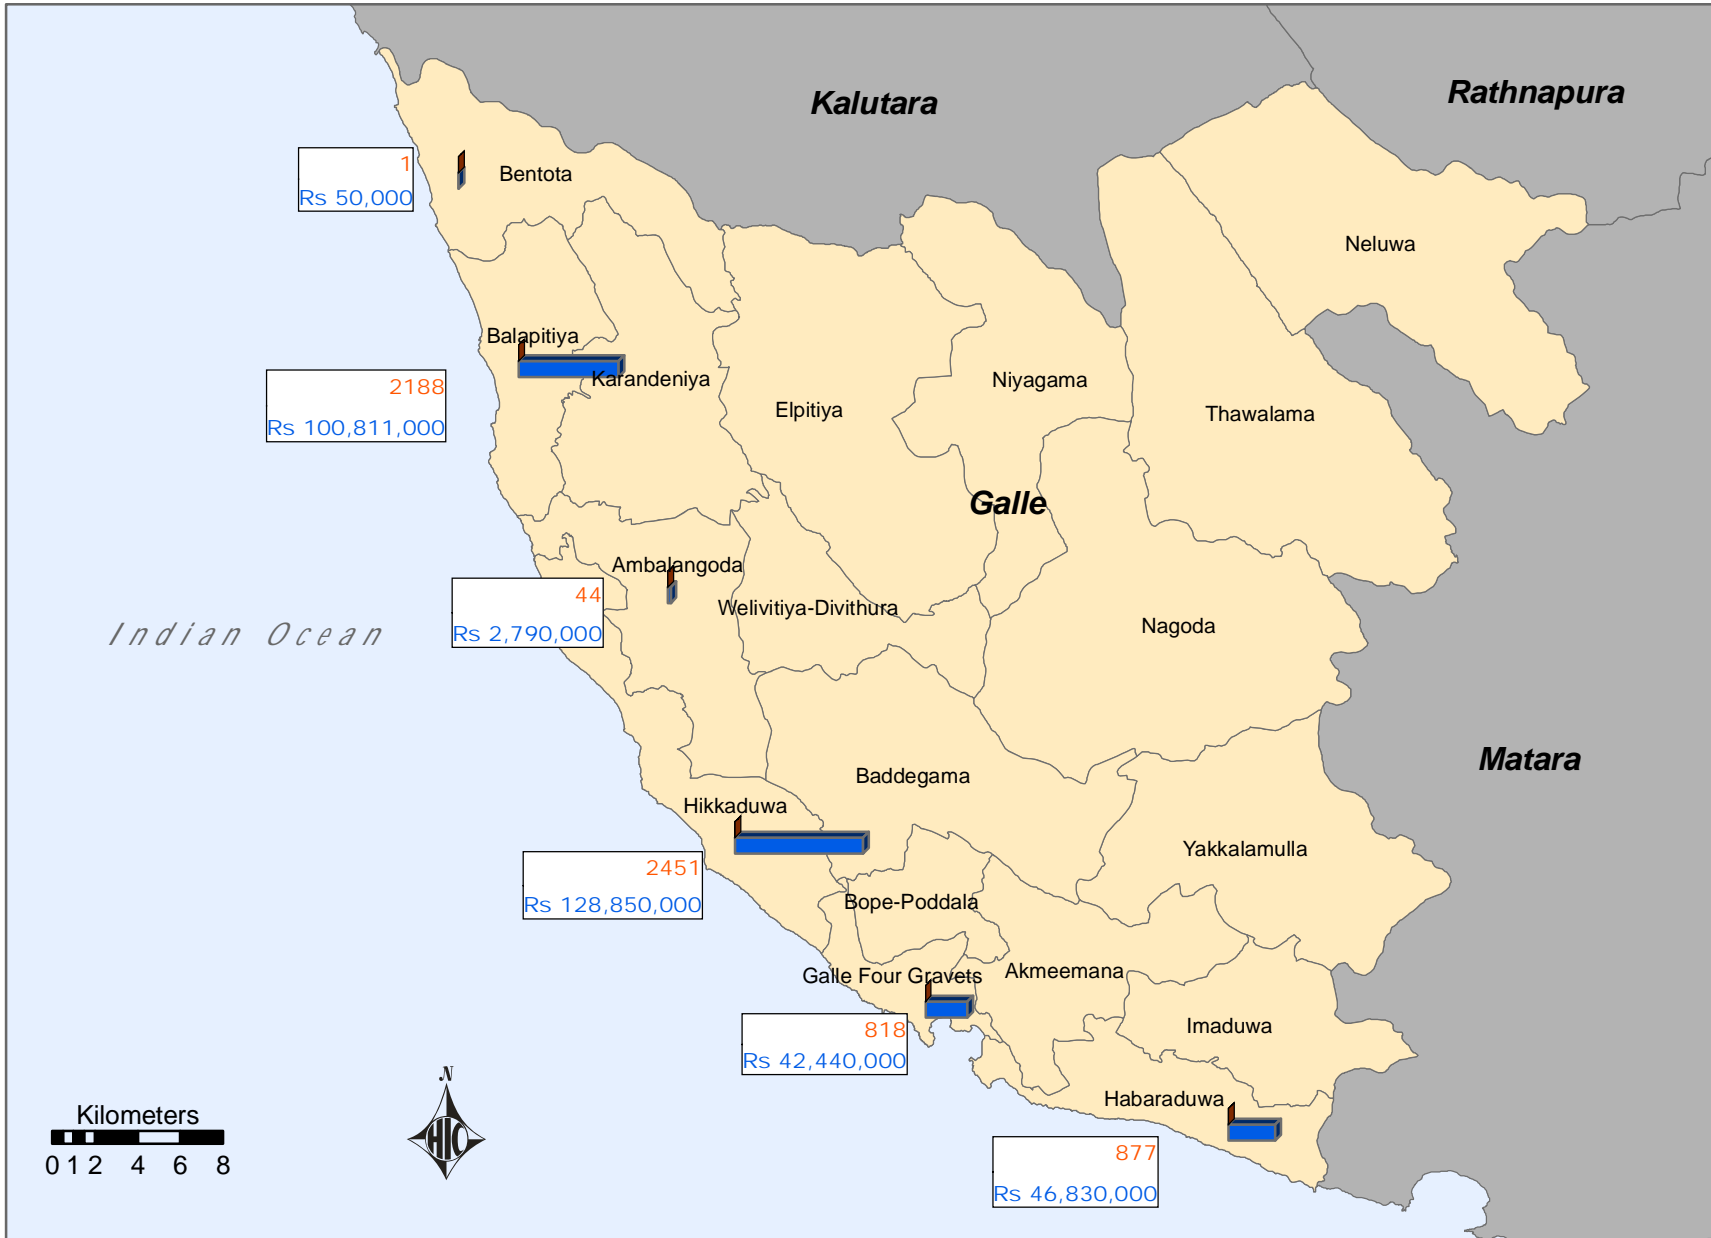 Kalutara
Rathnapura
1
Rs 50,000
Bentota
Neluwa
Balapitiya
2188
Rs 100,811,000
Karandeniya
Elpitiya
Niyagama
Thawalama
Galle
Ambalangoda
44
Rs 2,790,000
Welivitiya-Divithura
Nagoda
Indian Ocean
Matara
Baddegama
Hikkaduwa
2451
Rs 128,850,000
Yakkalamulla
Bope-Poddala
Galle Four Gravets
Akmeemana
818
Rs 42,440,000
Imaduwa
Habaraduwa
877
Rs 46,830,000
N
HIC
Kilometers
0 1 2 4 6 8